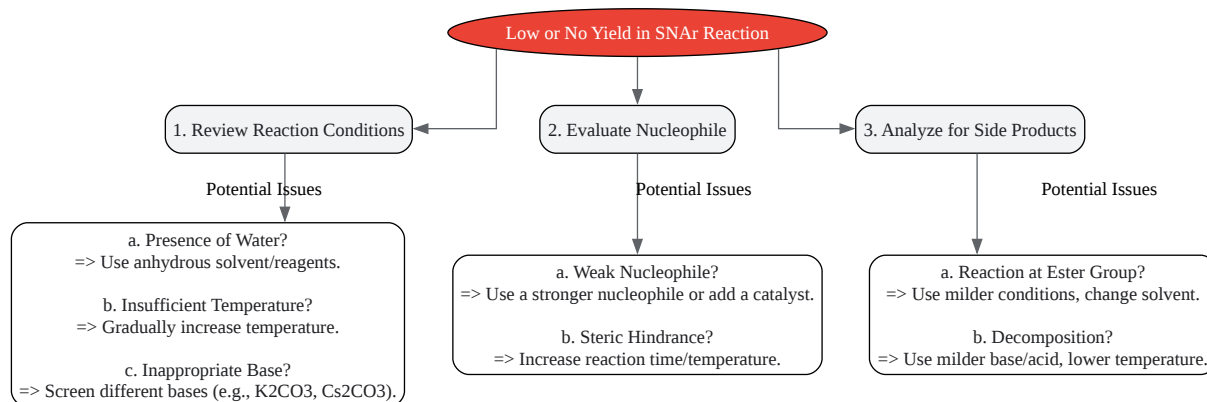 Low or No Yield in SNAr Reaction
1. Review Reaction Conditions
2. Evaluate Nucleophile
3. Analyze for Side Products
Potential Issues
Potential Issues
Potential Issues
a. Presence of Water?
=> Use anhydrous solvent/reagents.
b. Insufficient Temperature?
=> Gradually increase temperature.
c. Inappropriate Base?
=> Screen different bases (e.g., K2CO3, Cs2CO3).
a. Weak Nucleophile?
=> Use a stronger nucleophile or add a catalyst.
b. Steric Hindrance?
=> Increase reaction time/temperature.
a. Reaction at Ester Group?
=> Use milder conditions, change solvent.
b. Decomposition?
=> Use milder base/acid, lower temperature.